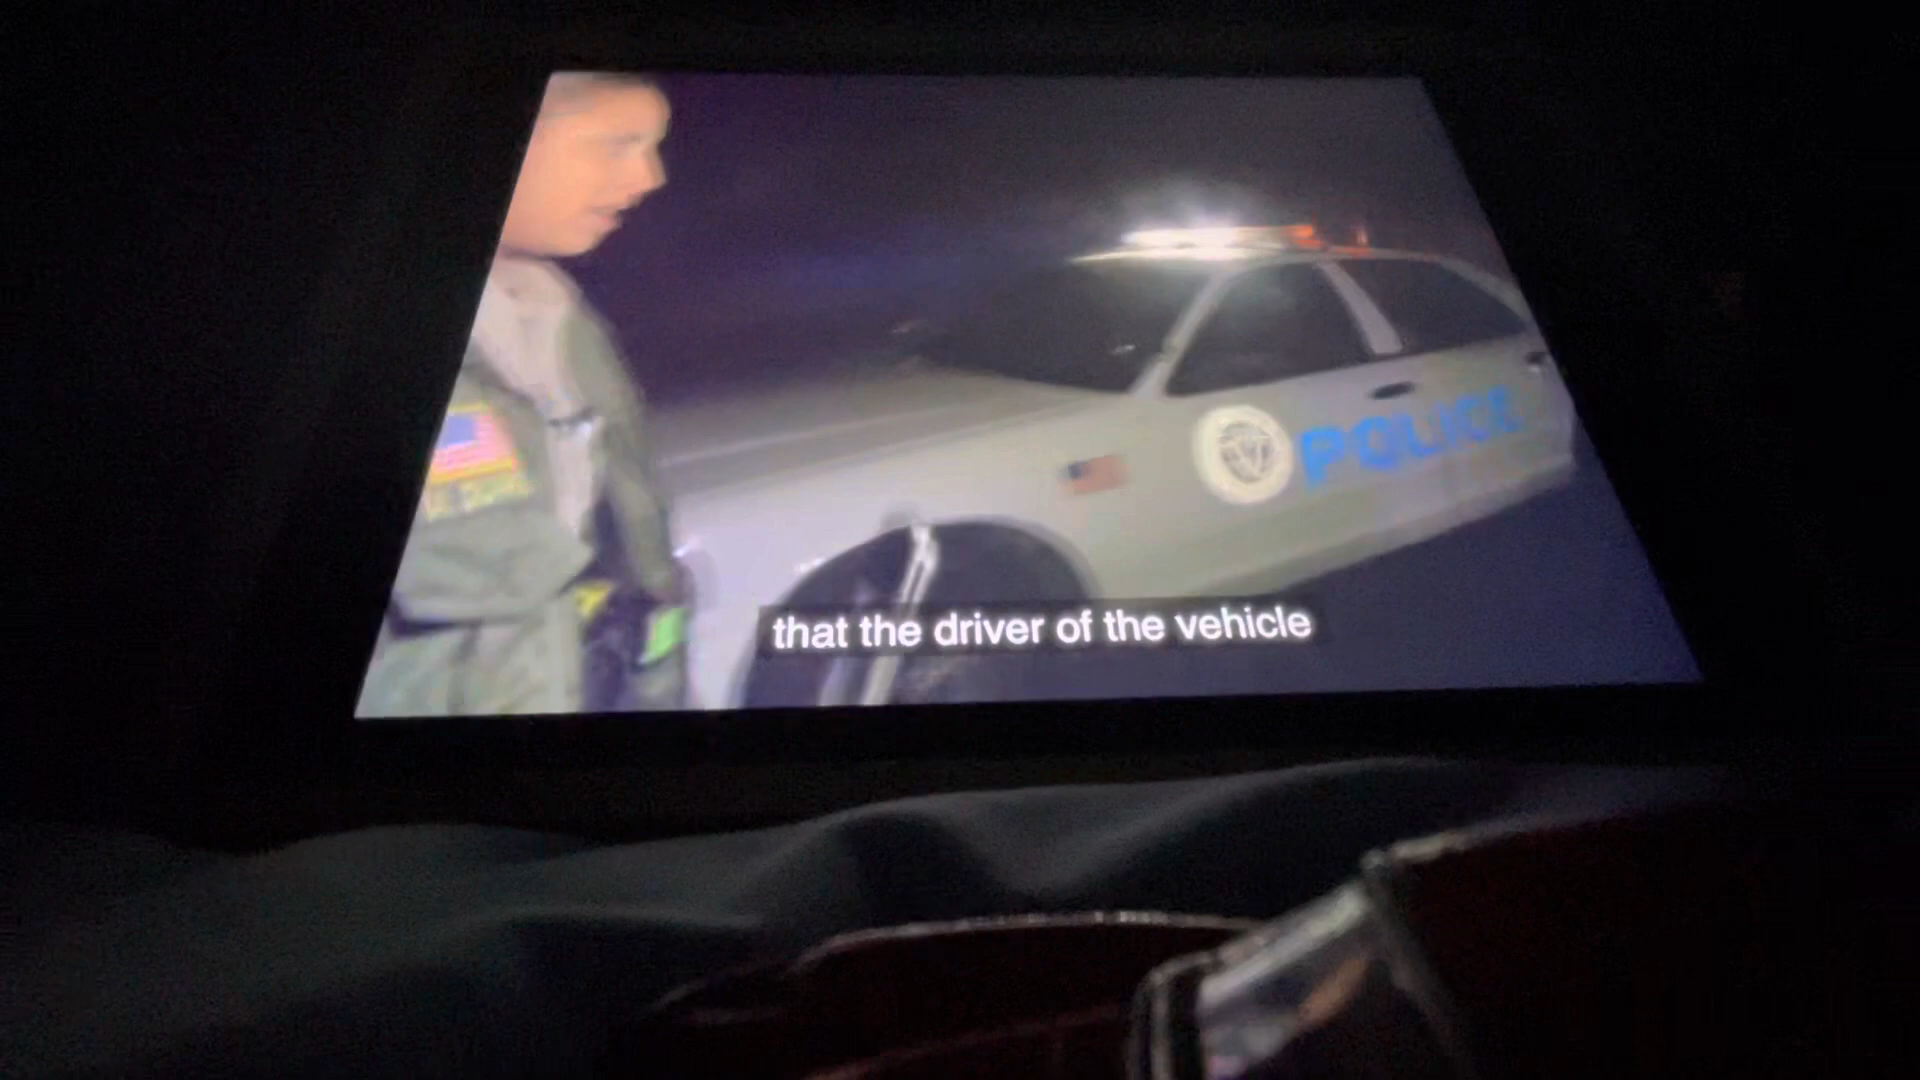 POLICE
that the driver of the vehicle